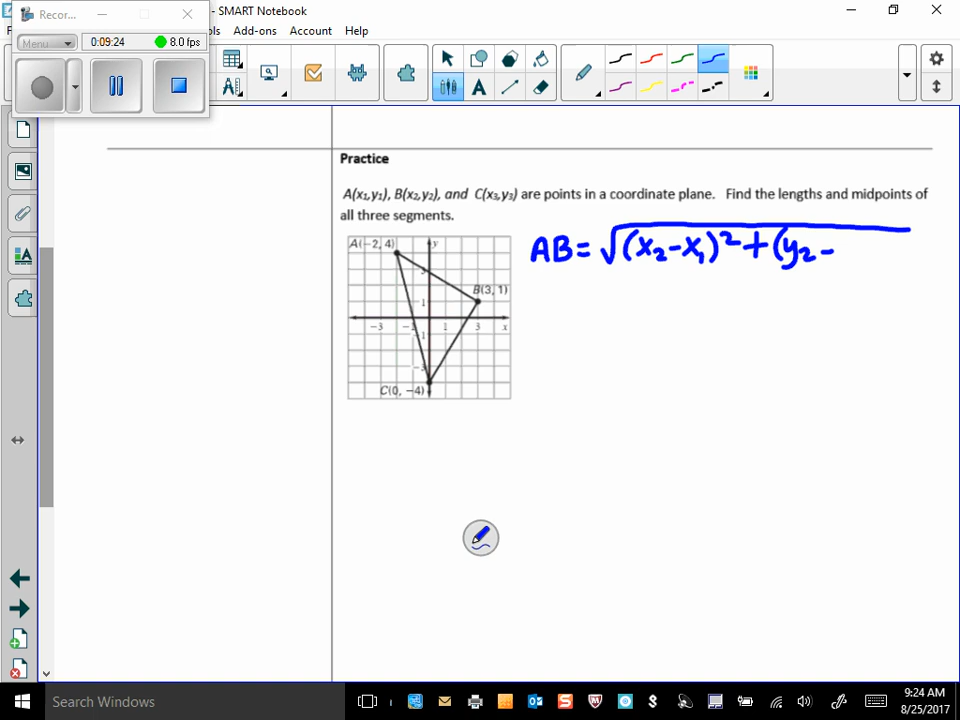 Recor...
- SMART Notebook
Menu
0:09:24
8.0 fps
ols Add-ons Account Help
Practice
A(x₁,y₁), B(x₂,y₂), and C(x₃,y₃) are points in a coordinate plane. Find the lengths and midpoints of
all three segments.
AB = √(x₂-x₁)² + (y₂ -
A(−2, 4)
y
B(3, 1)
1
−3
1
3
x
C(0, −4)
Search Windows
9:24 AM
8/25/2017